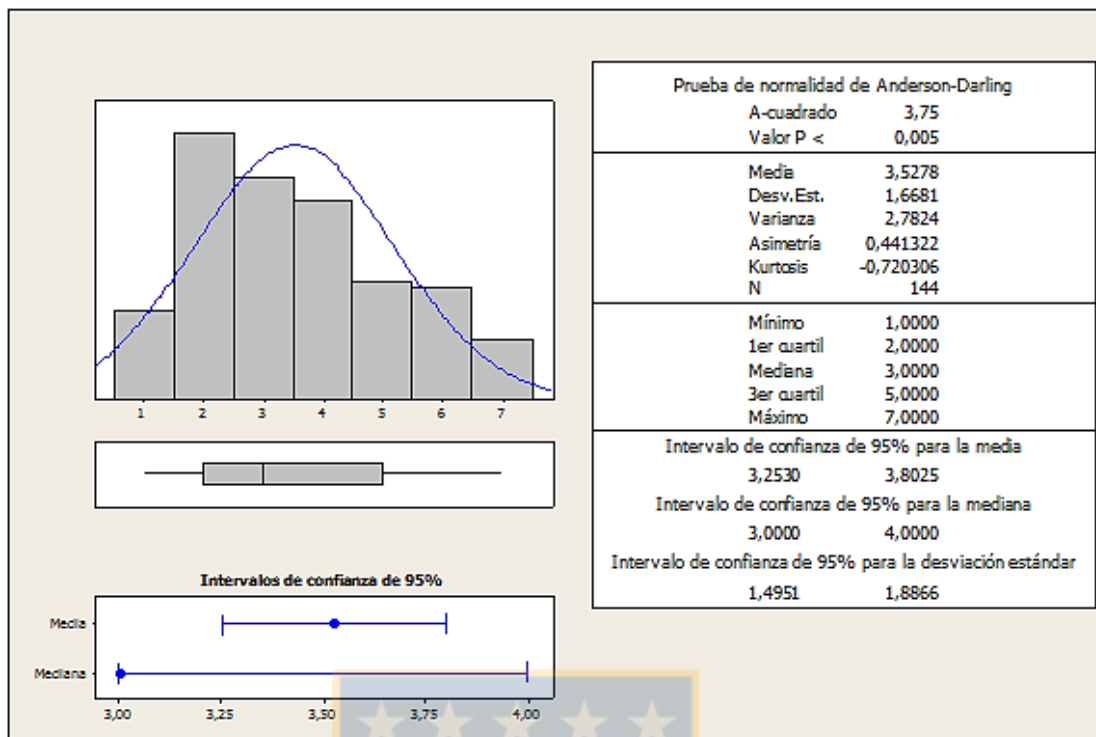 Prueba de normalidad de Anderson-Darling
A-cuadrado 3,75
Valor P < 0,005
Media 3,5278
Desv.Est. 1,6681
Varianza 2,7824
Asimetría 0,441322
Kurtosis -0,720306
N 144
Mínimo 1,0000
1er cuartil 2,0000
Mediana 3,0000
3er cuartil 5,0000
Máximo 7,0000
Intervalo de confianza de 95% para la media
3,2530 3,8025
Intervalo de confianza de 95% para la mediana
3,0000 4,0000
Intervalo de confianza de 95% para la desviación estándar
1,4951 1,8866
1 2 3 4 5 6 7
Intervalos de confianza de 95%
Media
Mediana
3,00 3,25 3,50 3,75 4,00